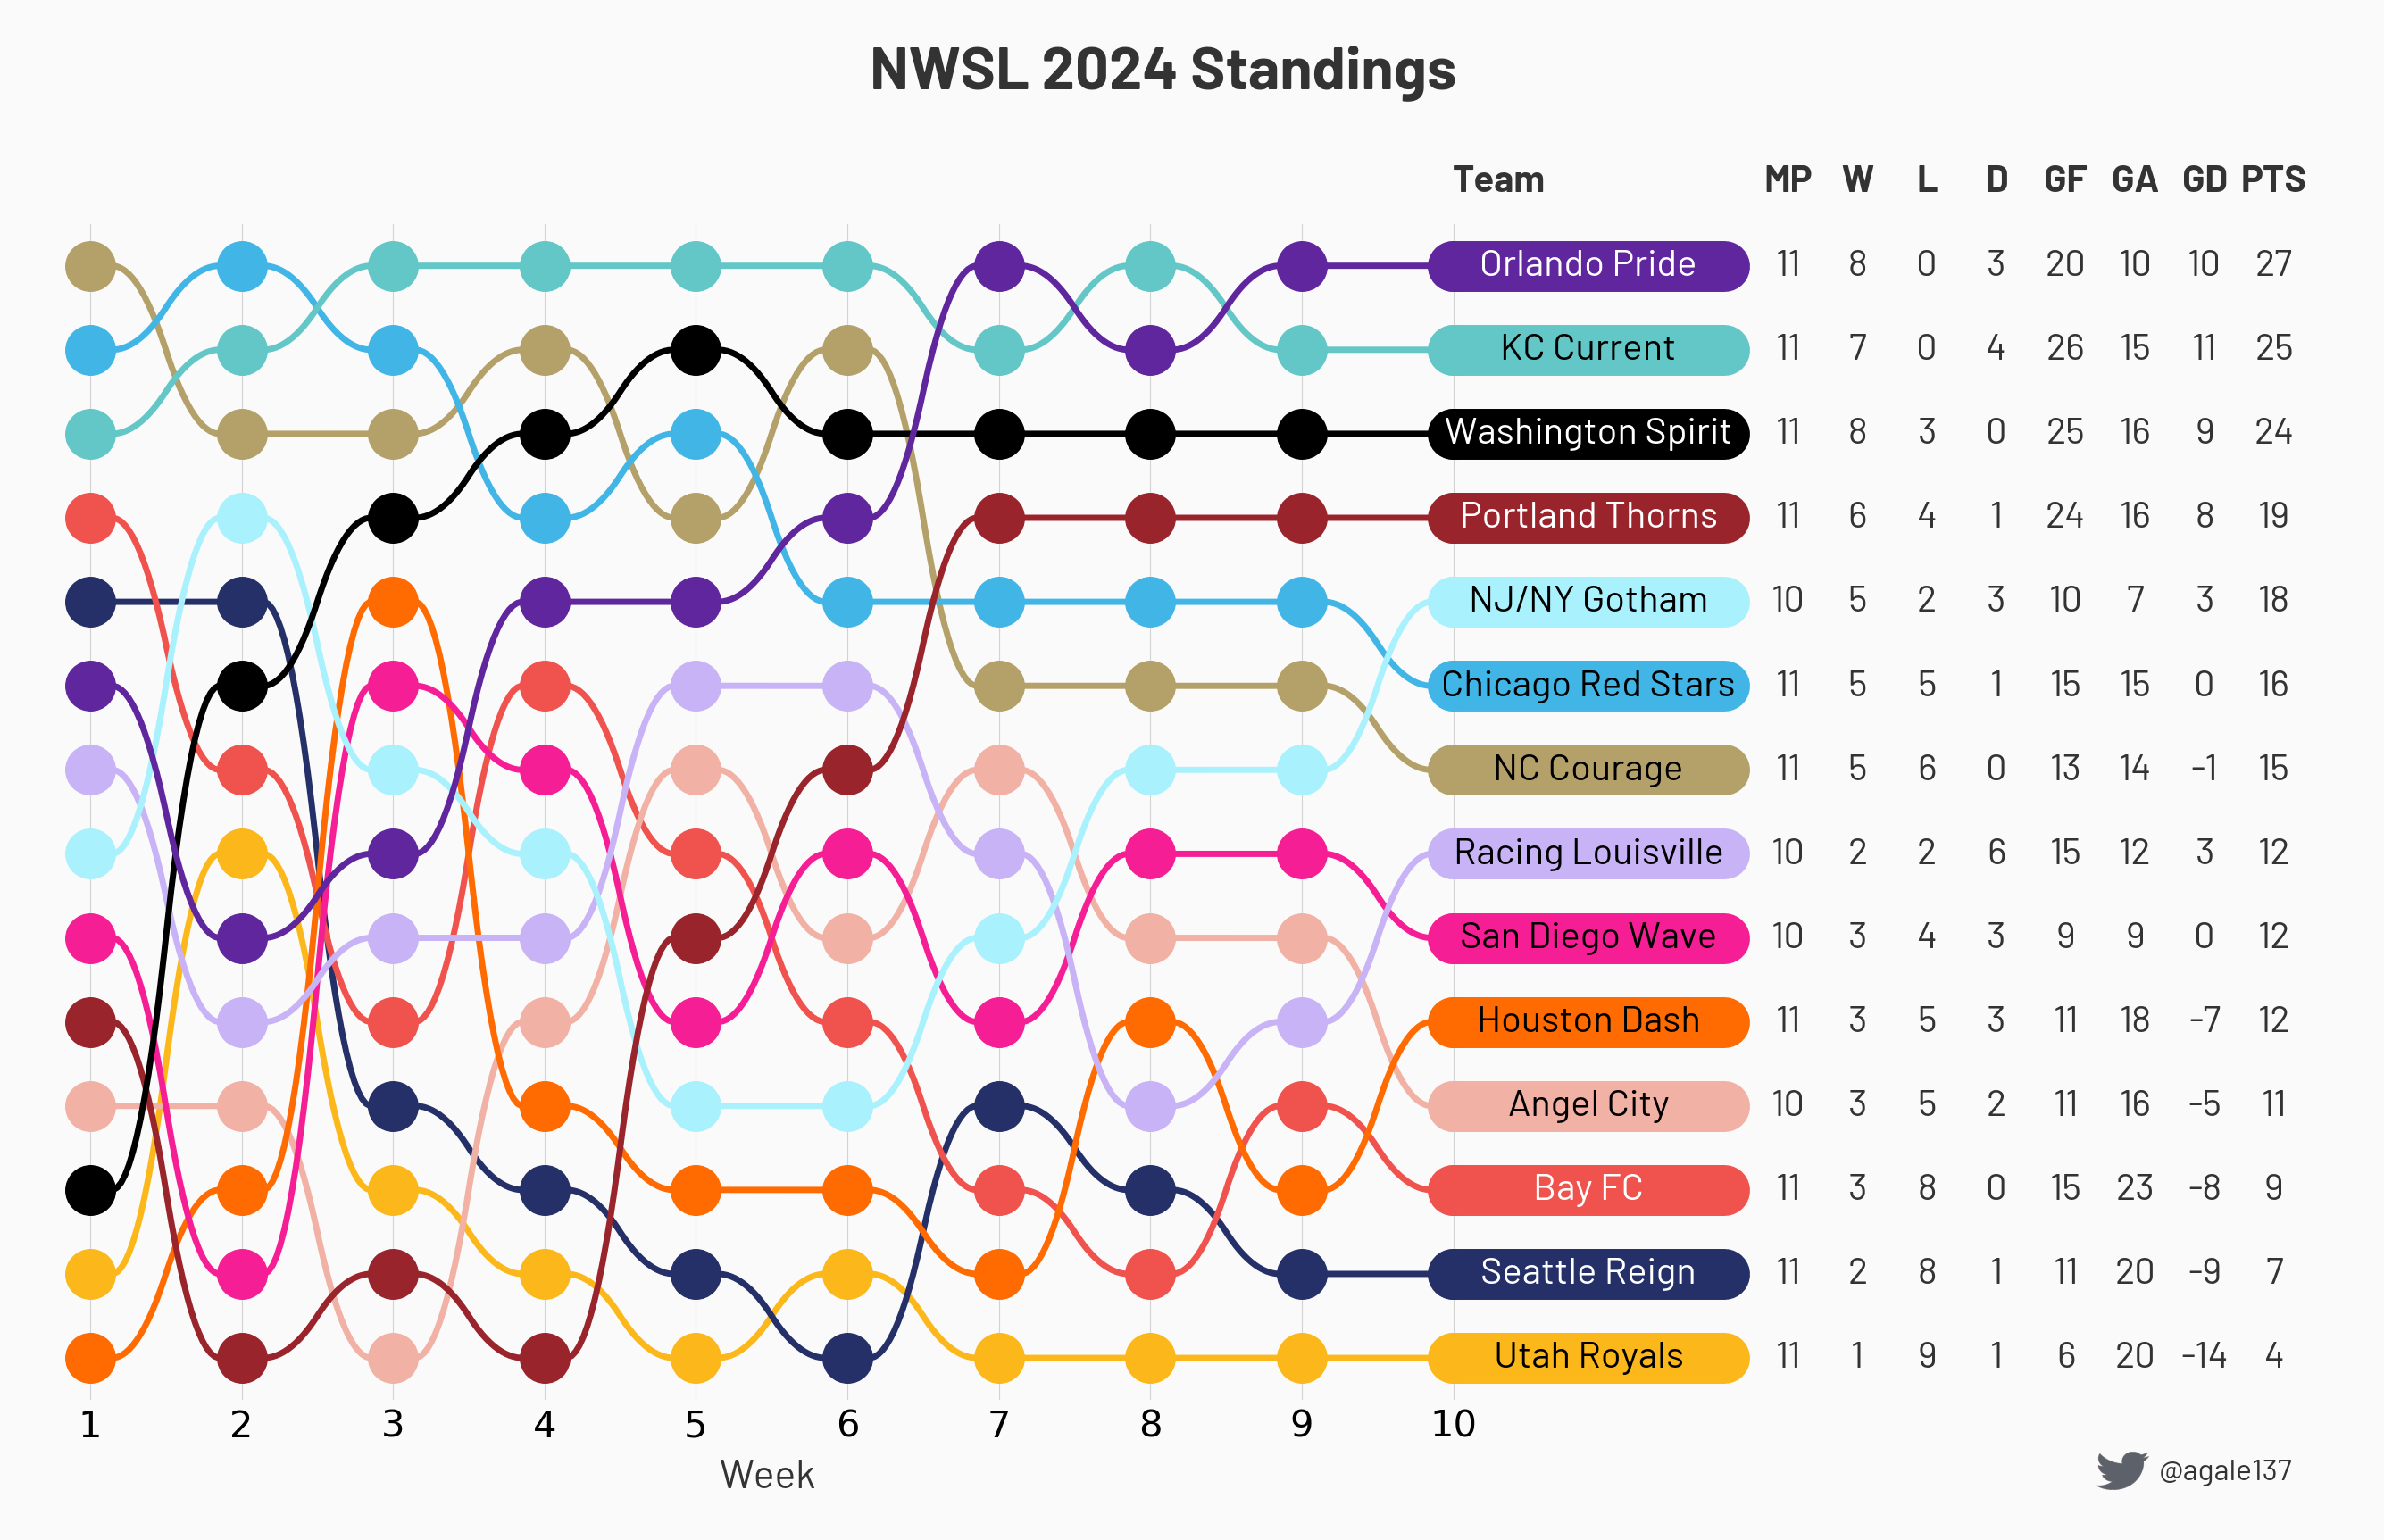 NWSL 2024 Standings
Team MP W L D GF GA GD PTS
Orlando Pride 11 8 0 3 20 10 10 27
KC Current 11 7 0 4 26 15 11 25
Washington Spirit 11 8 3 0 25 16 9 24
Portland Thorns 11 6 4 1 24 16 8 19
NJ/NY Gotham 10 5 2 3 10 7 3 18
Chicago Red Stars 11 5 5 1 15 15 0 16
NC Courage 11 5 6 0 13 14 -1 15
Racing Louisville 10 2 2 6 15 12 3 12
San Diego Wave 10 3 4 3 9 9 0 12
Houston Dash 11 3 5 3 11 18 -7 12
Angel City 10 3 5 2 11 16 -5 11
Bay FC 11 3 8 0 15 23 -8 9
Seattle Reign 11 2 8 1 11 20 -9 7
Utah Royals 11 1 9 1 6 20 -14 4
1 2 3 4 5 6 7 8 9 10
Week
@agale137